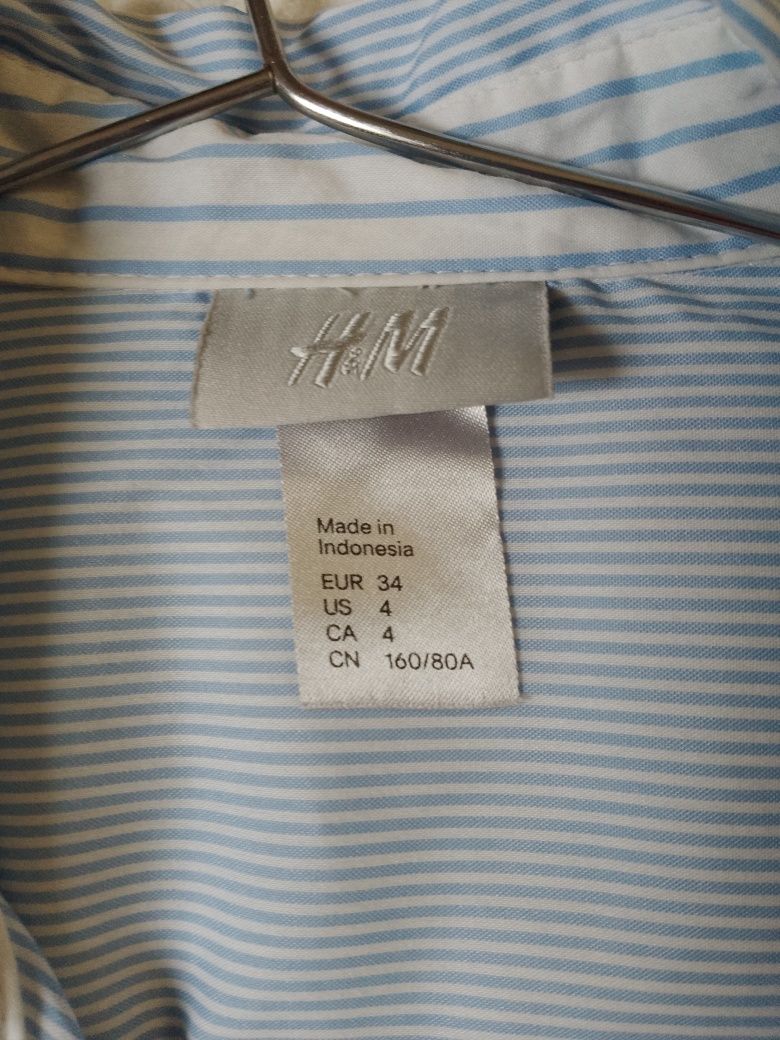 H&M
Made in
Indonesia
EUR 34
US 4
CA 4
CN 160/80A